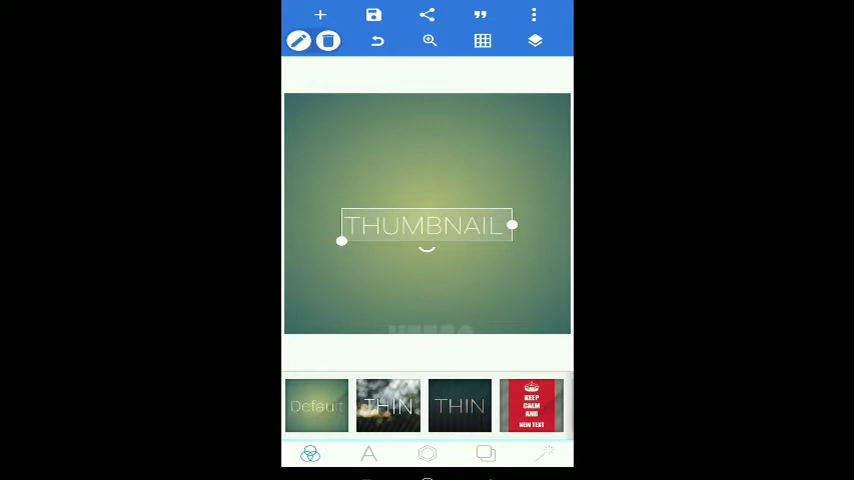 THUMBNAIL
Default
THIN
THIN
KEEP
CALM
AND
NEW TEXT